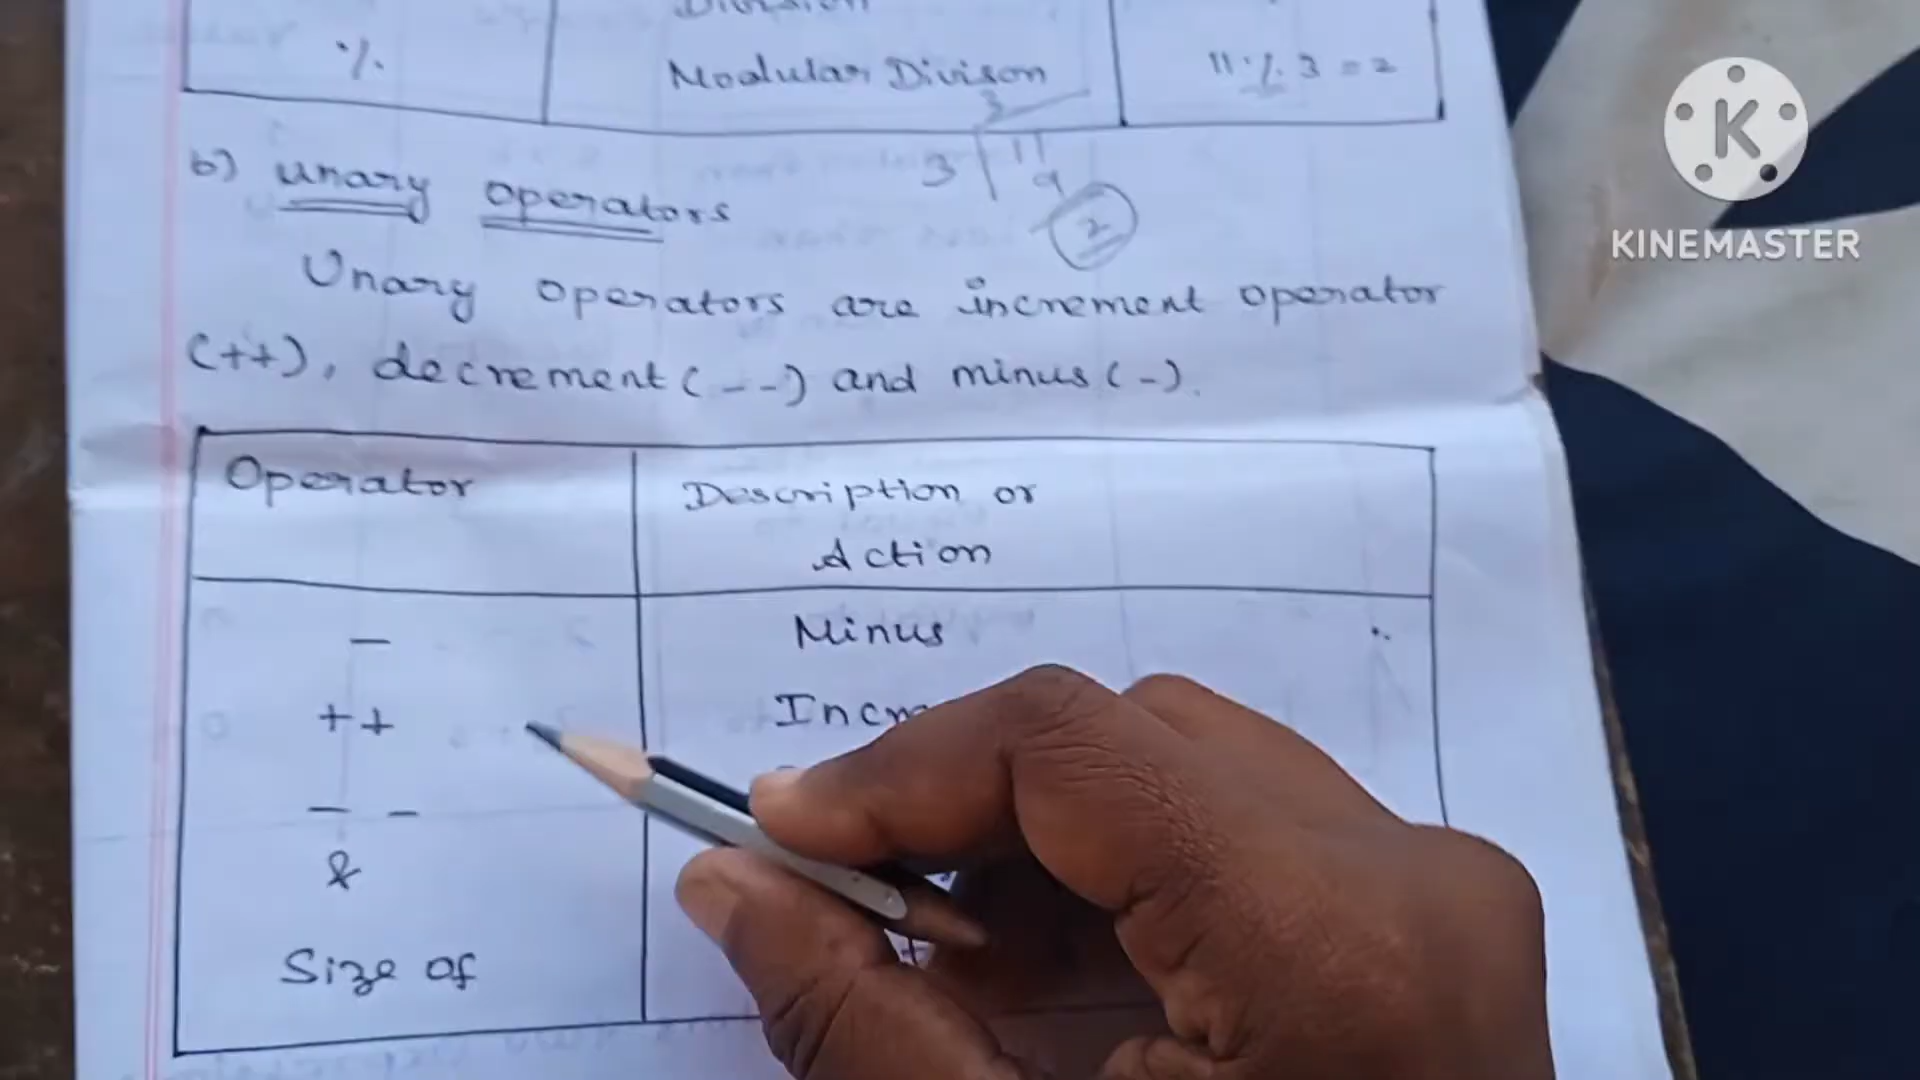 Division
% Modular Divison 11 % 3 = 2
3
b) unary operators 3 11
9
2
Unary operators are increment operator
(++), decrement (--) and minus (-).
Operator Description or
Action
- Minus
++
--
&
Size of
K
KINEMASTER